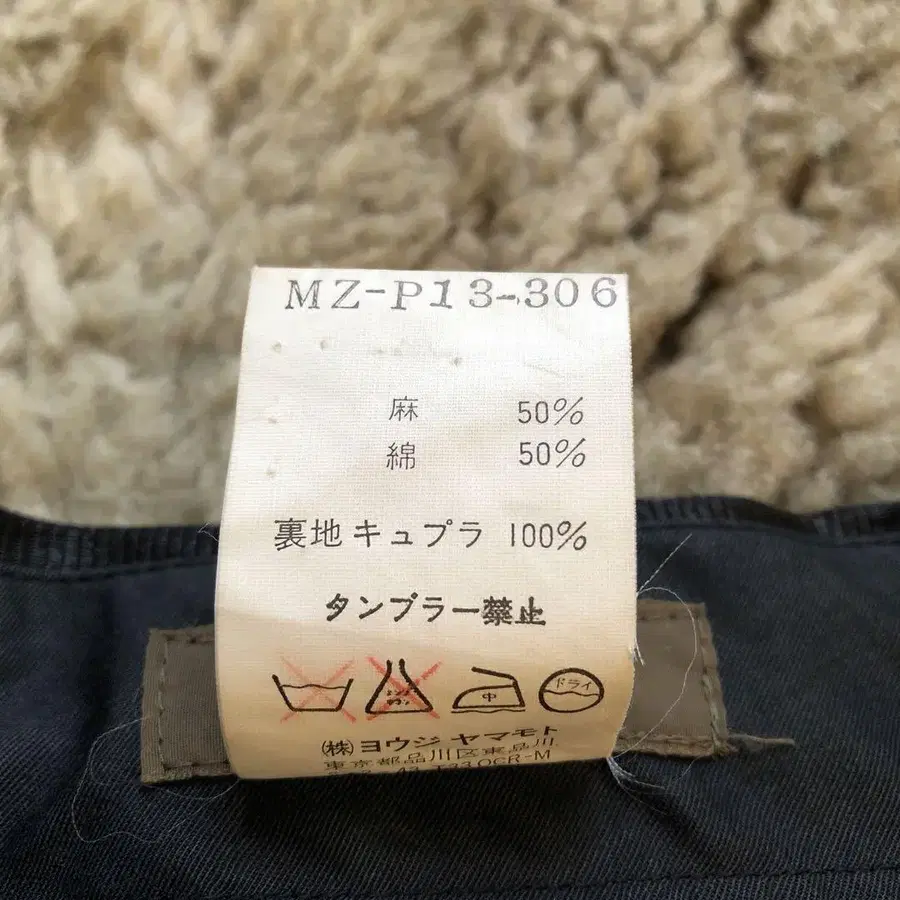 MZ-P13-306
麻 50%
綿 50%
裏地 キュプラ 100%
タンブラー禁止
中 ドライ
㈱ヨウジ ヤマモト
東京都品川区東品川